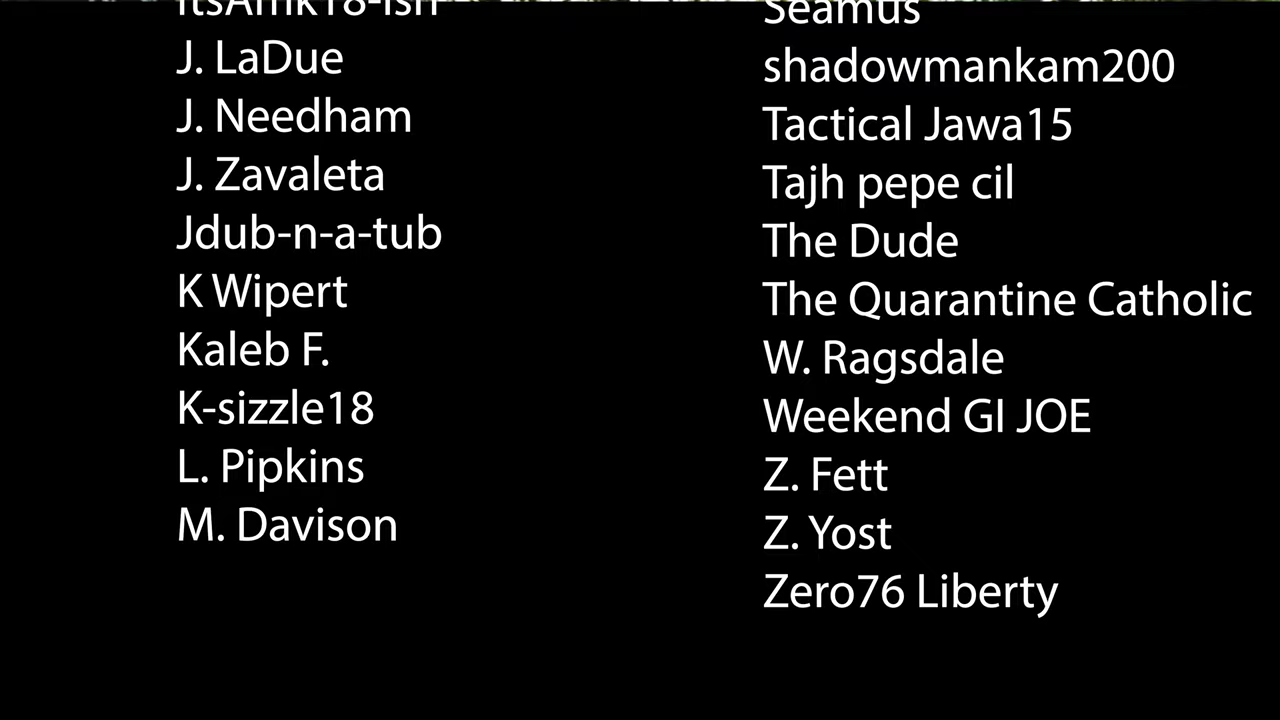 J. LaDue
J. Needham
J. Zavaleta
Jdub-n-a-tub
K Wipert
Kaleb F.
K-sizzle18
L. Pipkins
M. Davison
Seamus
shadowmankam200
Tactical Jawa15
Tajh pepe cil
The Dude
The Quarantine Catholic
W. Ragsdale
Weekend GI JOE
Z. Fett
Z. Yost
Zero76 Liberty